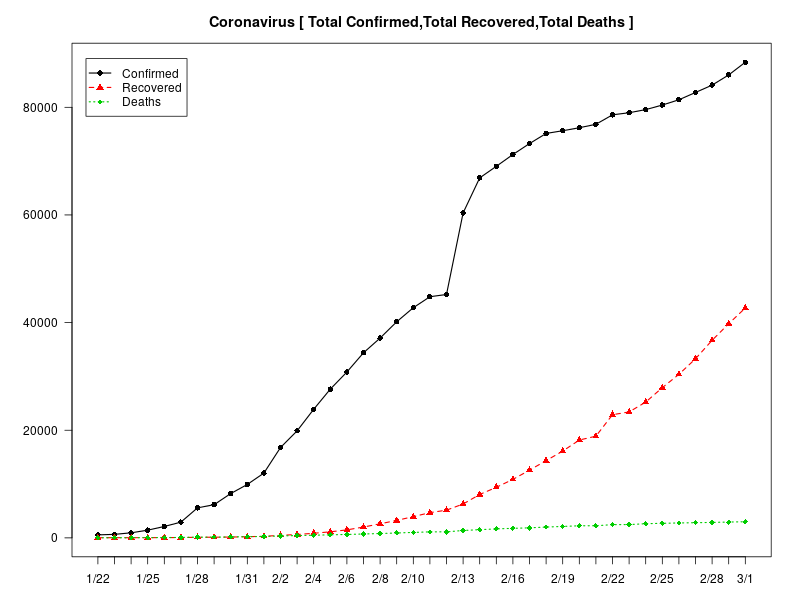 Coronavirus [ Total Confirmed,Total Recovered,Total Deaths ]
Confirmed
Recovered
Deaths
80000
60000
40000
20000
0
1/22 1/25 1/28 1/31 2/2 2/4 2/6 2/8 2/10 2/13 2/16 2/19 2/22 2/25 2/28 3/1